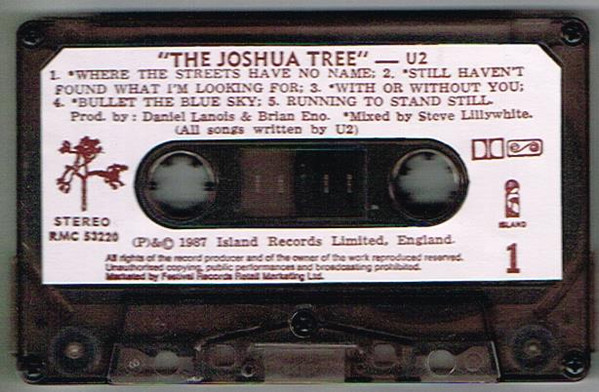 "THE JOSHUA TREE" — U2
1. *WHERE THE STREETS HAVE NO NAME; 2. *STILL HAVEN'T
FOUND WHAT I'M LOOKING FOR; 3. *WITH OR WITHOUT YOU;
4. *BULLET THE BLUE SKY; 5. RUNNING TO STAND STILL.
Prod. by: Daniel Lanois & Brian Eno. *Mixed by Steve Lillywhite.
(All songs written by U2)
STEREO
RMC 53220
ISLAND
1
(P)&© 1987 Island Records Limited, England.
All rights of the record producer and of the owner of the work reproduced reserved.
Unauthorised copying, public performances and broadcasting prohibited.
Marketed by Festival Records Retail Marketing Ltd.